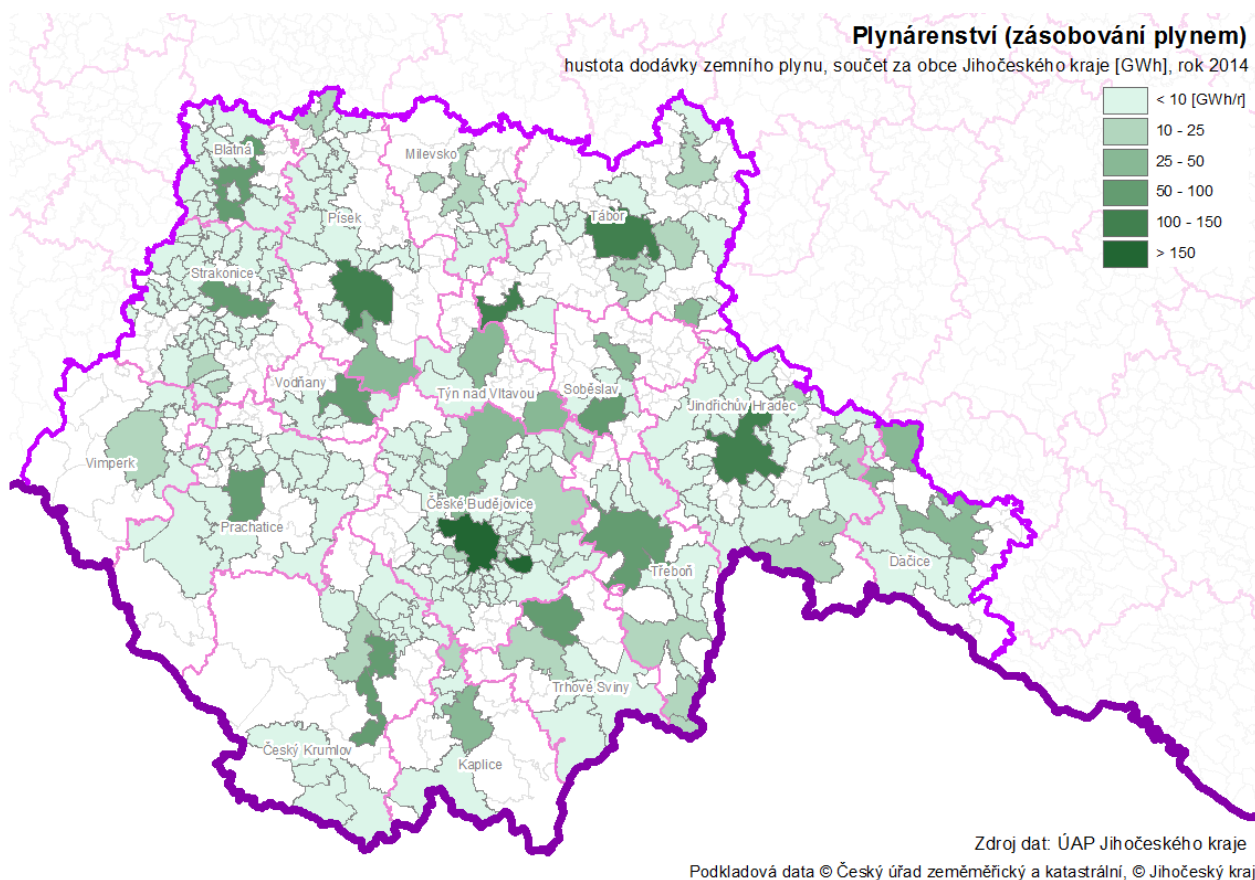 Plynárenství (zásobování plynem)
hustota dodávky zemního plynu, součet za obce Jihočeského kraje [GWh], rok 2014
< 10 [GWh/r]
10 - 25
25 - 50
50 - 100
100 - 150
> 150
Blatná
Milevsko
Písek
Tábor
Strakonice
Vodňany
Týn nad Vltavou
Soběslav
Jindřichův Hradec
Vimperk
Prachatice
České Budějovice
Třeboň
Dačice
Trhové Sviny
Český Krumlov
Kaplice
Zdroj dat: ÚAP Jihočeského kraje
Podkladová data © Český úřad zeměměřický a katastrální, © Jihočeský kraj